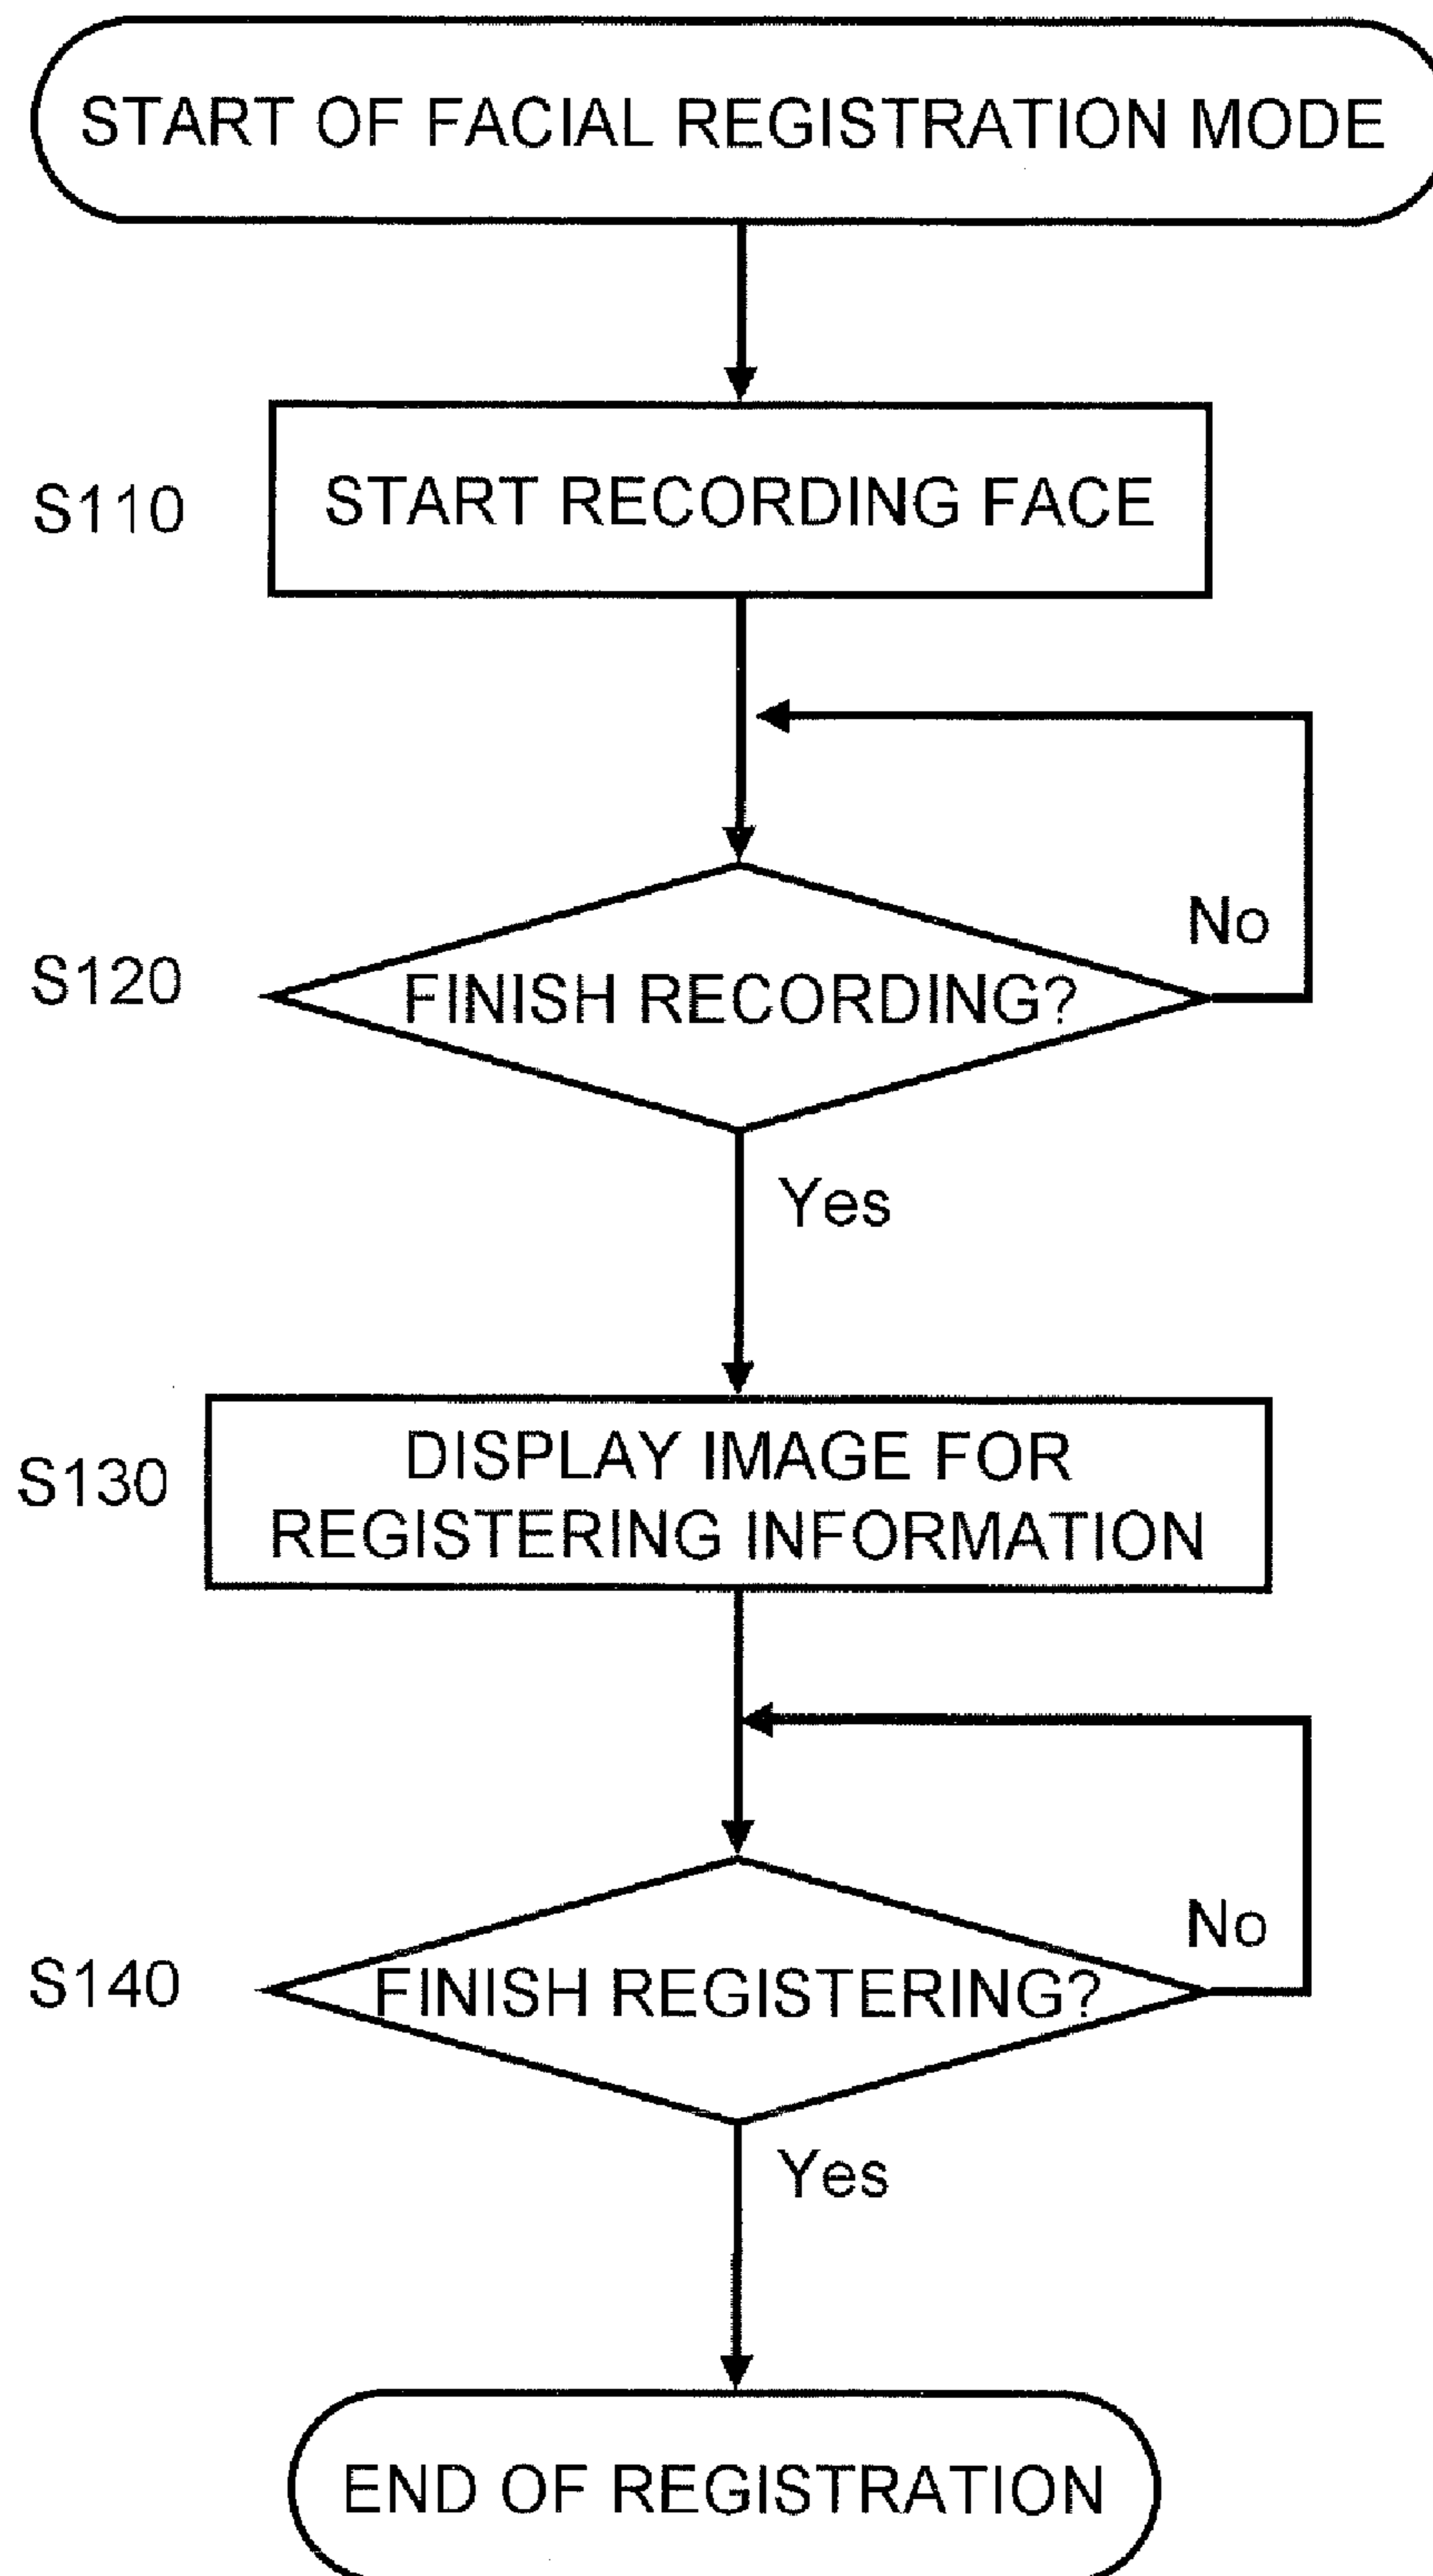 START OF FACIAL REGISTRATION MODE
S110
START RECORDING FACE
No
S120
FINISH RECORDING?
Yes
S130
DISPLAY IMAGE FOR
REGISTERING INFORMATION
No
S140
FINISH REGISTERING?
Yes
END OF REGISTRATION